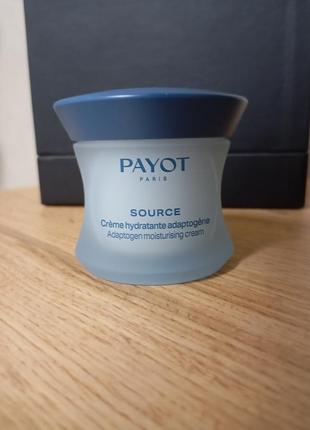 PAYOT
PARIS
SOURCE
Crème hydratante adaptogène
Adaptogen moisturising cream